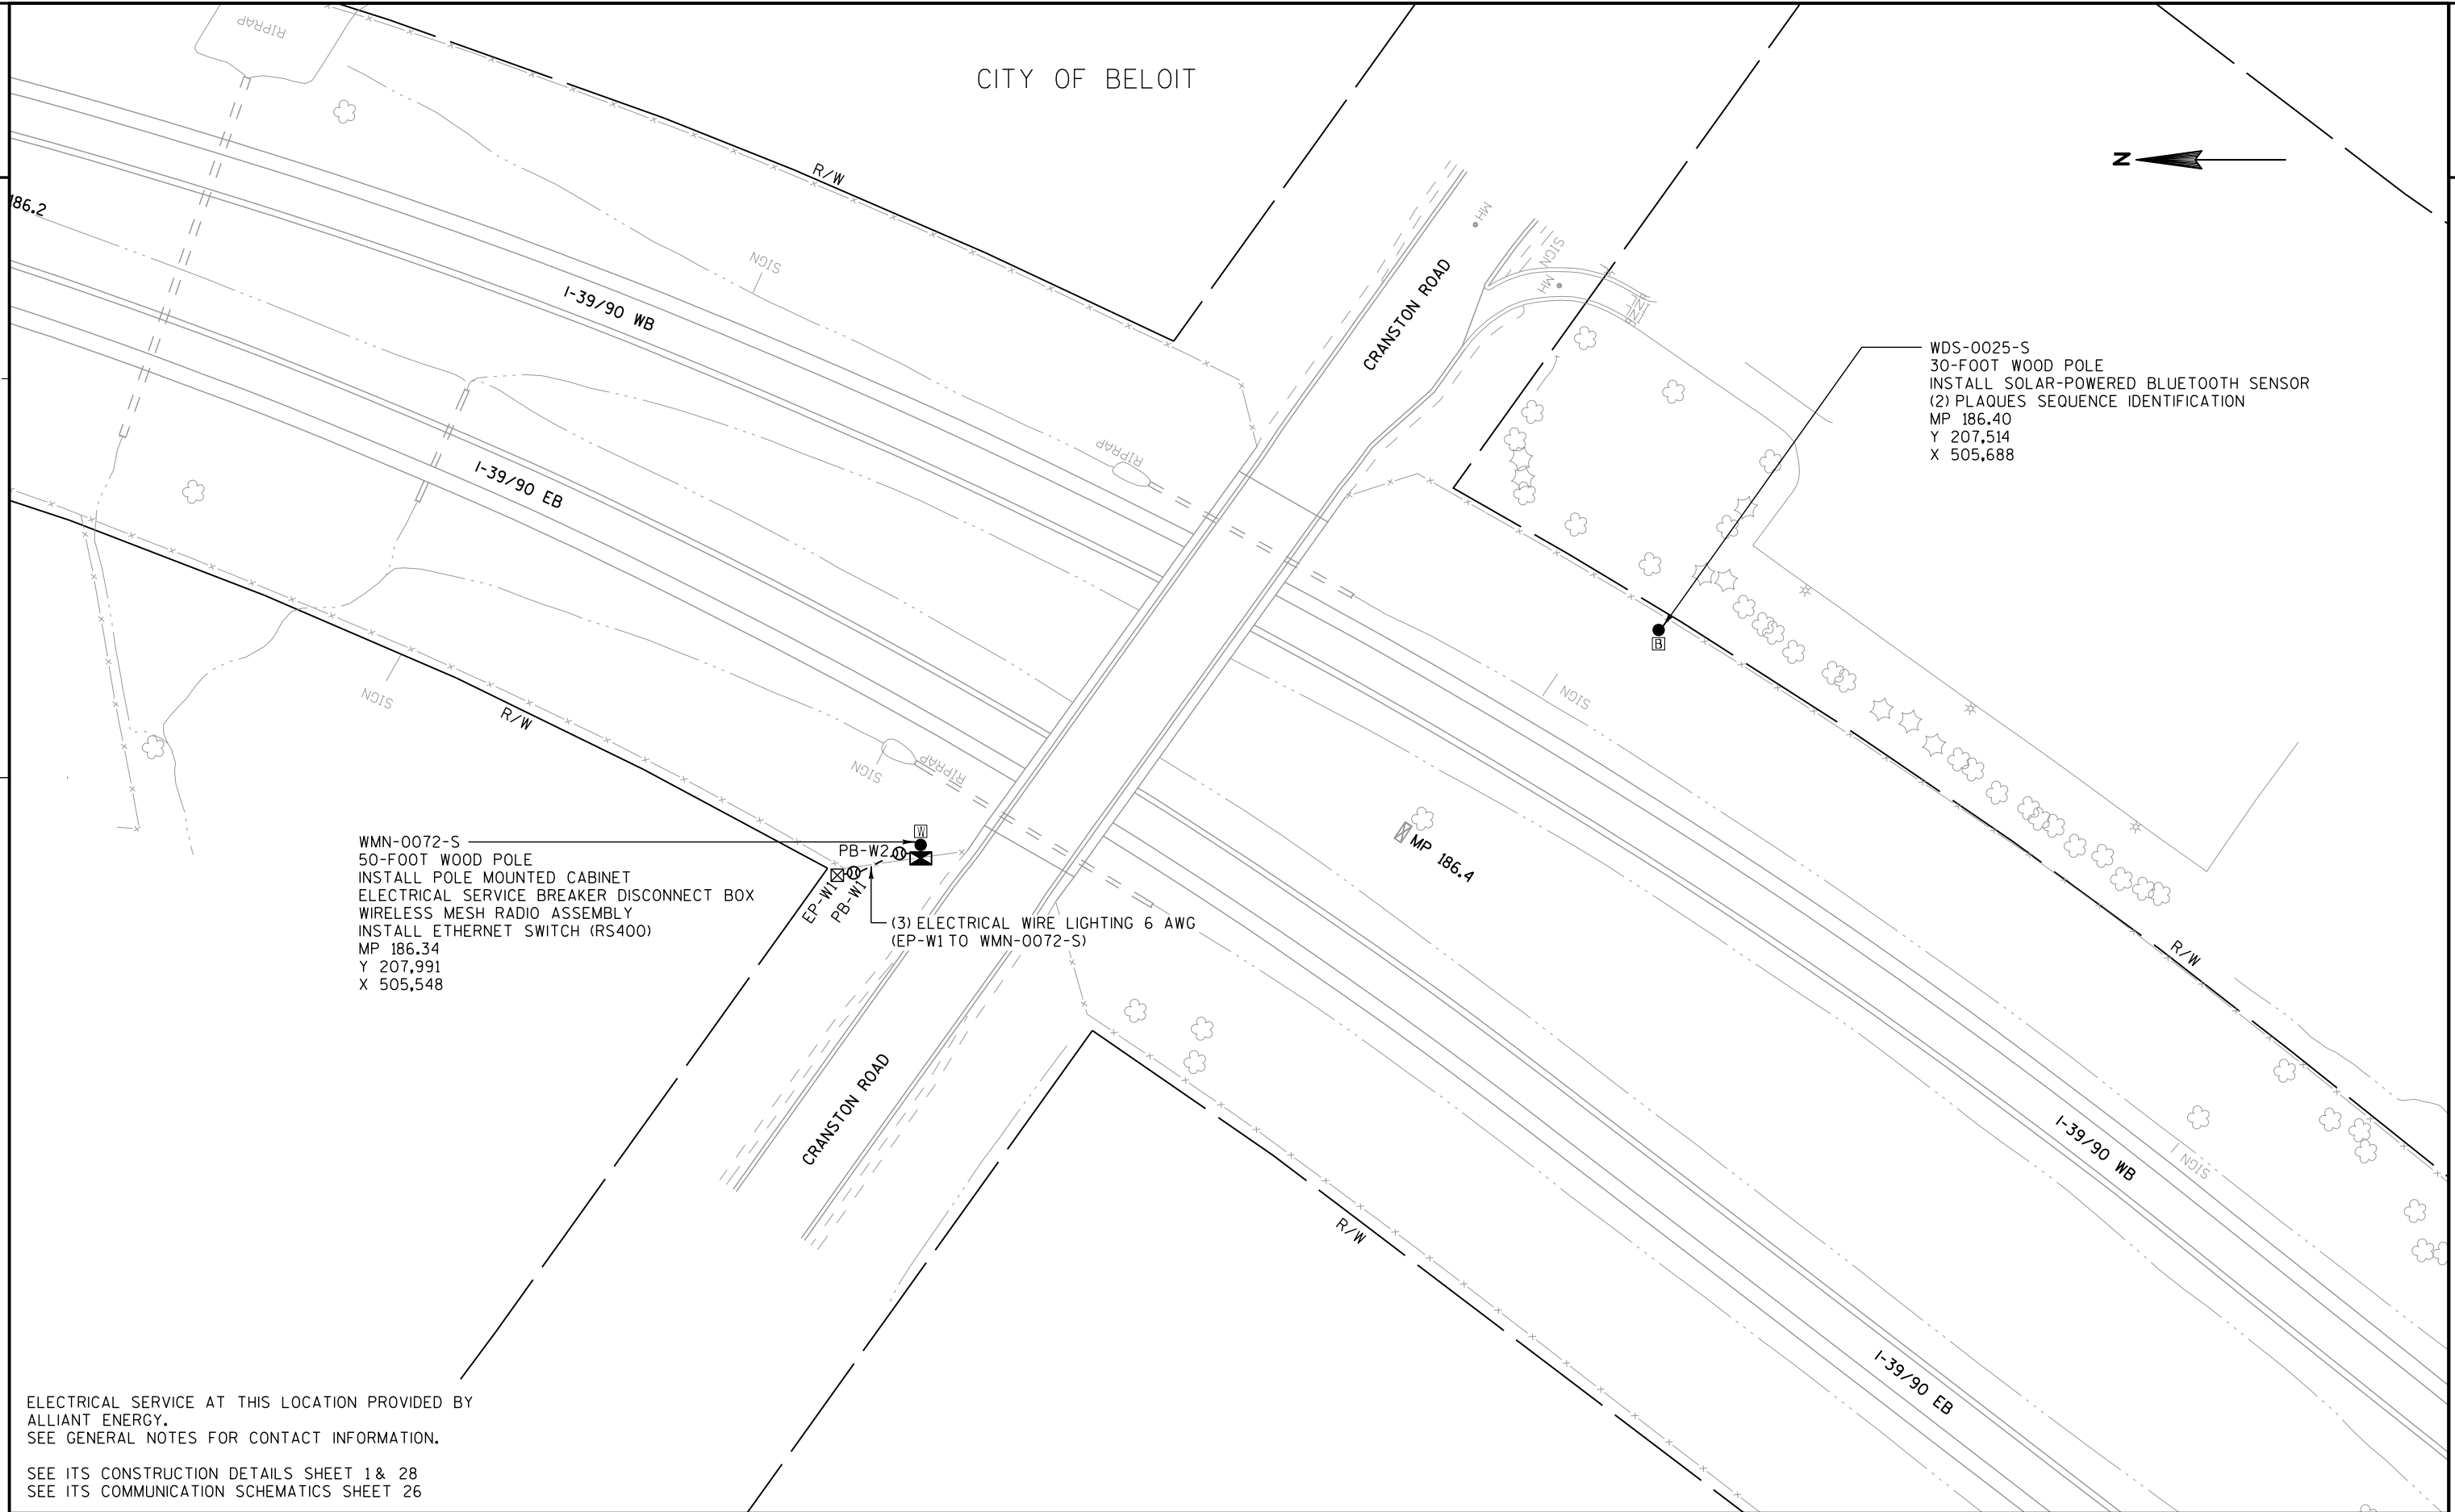 RIPRAP
CITY OF BELOIT
R/W
N
186.2
MH
SIGN
SIGN
MH
INL
INL
I-39/90 WB
CRANSTON ROAD
WDS-0025-S
30-FOOT WOOD POLE
INSTALL SOLAR-POWERED BLUETOOTH SENSOR
(2) PLAQUES SEQUENCE IDENTIFICATION
MP 186.40
Y 207,514
X 505,688
RIPRAP
I-39/90 EB
B
SIGN
SIGN
R/W
SIGN
RIPRAP
W
WMN-0072-S
50-FOOT WOOD POLE
INSTALL POLE MOUNTED CABINET
ELECTRICAL SERVICE BREAKER DISCONNECT BOX
WIRELESS MESH RADIO ASSEMBLY
INSTALL ETHERNET SWITCH (RS400)
MP 186.34
Y 207,991
X 505,548
PB-W2
EP-W1
PB-W1
(3) ELECTRICAL WIRE LIGHTING 6 AWG
(EP-W1 TO WMN-0072-S)
MP 186.4
R/W
CRANSTON ROAD
I-39/90 WB
SIGN
R/W
I-39/90 EB
ELECTRICAL SERVICE AT THIS LOCATION PROVIDED BY
ALLIANT ENERGY.
SEE GENERAL NOTES FOR CONTACT INFORMATION.
SEE ITS CONSTRUCTION DETAILS SHEET 1 & 28
SEE ITS COMMUNICATION SCHEMATICS SHEET 26